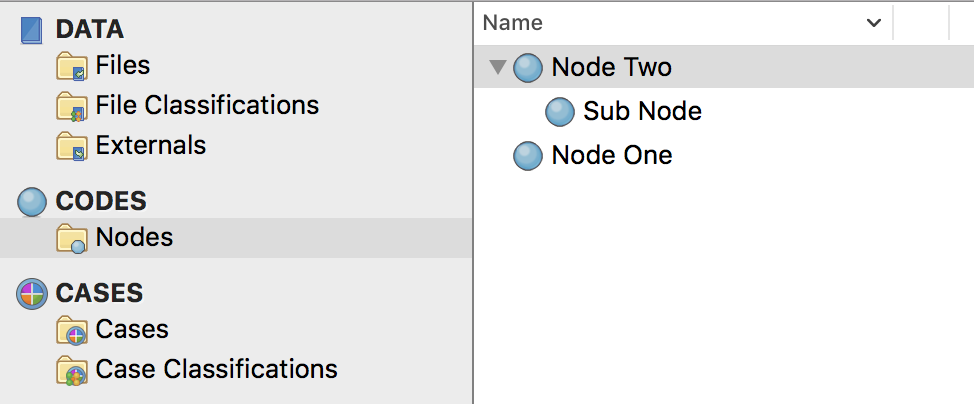 DATA
Files
File Classifications
Externals
CODES
Nodes
CASES
Cases
Case Classifications
Name
Node Two
Sub Node
Node One